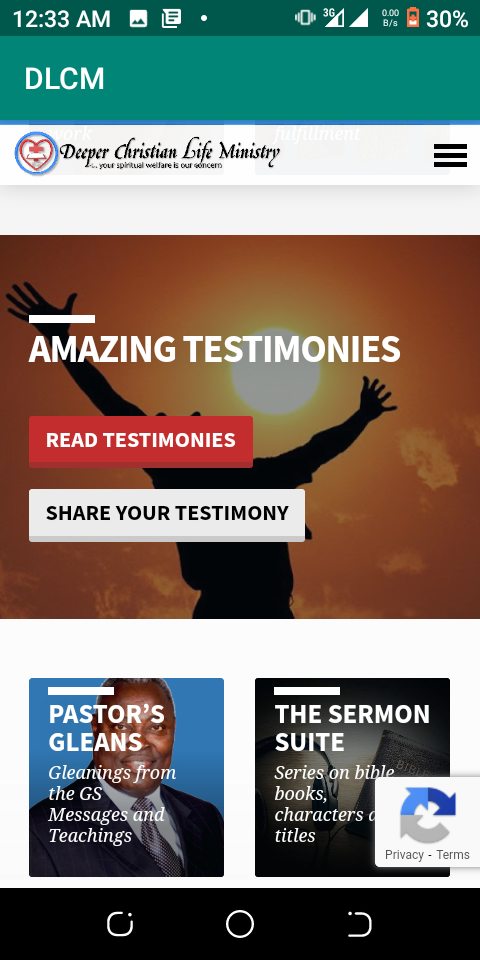 12:33 AM
3G
0.00
B/s
30%
DLCM
work
fulfillment
Deeper Christian Life Ministry
... your spiritual welfare is our concern
AMAZING TESTIMONIES
READ TESTIMONIES
SHARE YOUR TESTIMONY
PASTOR’S
GLEANS
Gleanings from
the GS
Messages and
Teachings
THE SERMON
SUITE
Series on bible
books,
characters
titles
BIBLE
Privacy - Terms